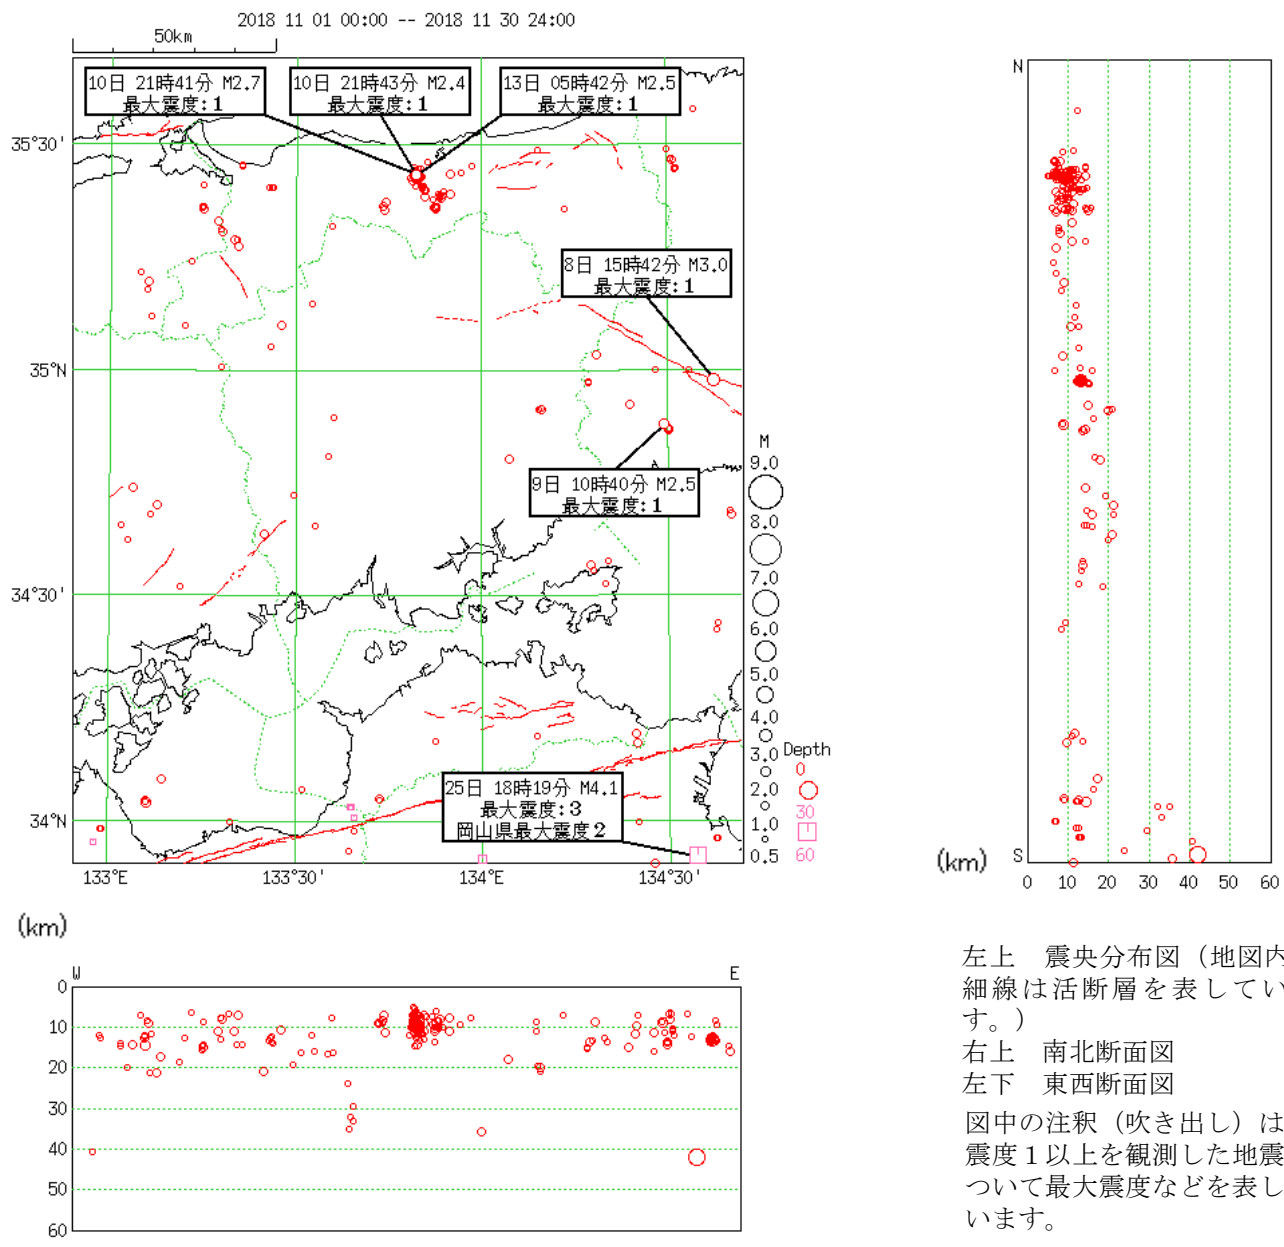 2018 11 01 00:00 -- 2018 11 30 24:00
50km
10日 21時41分 M2.7
最大震度:1
10日 21時43分 M2.4
最大震度:1
13日 05時42分 M2.5
最大震度:1
35°30'
8日 15時42分 M3.0
最大震度:1
35°N
9日 10時40分 M2.5
最大震度:1
34°30'
25日 18時19分 M4.1
最大震度:3
岡山県最大震度2
34°N
133°E
133°30'
134°E
134°30'
M
9.0
8.0
7.0
6.0
5.0
4.0
3.0
2.0
1.0
0.5
Depth
0
30
60
N
S
(km)
0 10 20 30 40 50 60
(km)
W
E
0
10
20
30
40
50
60
左上　震央分布図（地図内
細線は活断層を表してい
す。）
右上　南北断面図
左下　東西断面図
図中の注釈（吹き出し）は
震度１以上を観測した地震
ついて最大震度などを表し
います。